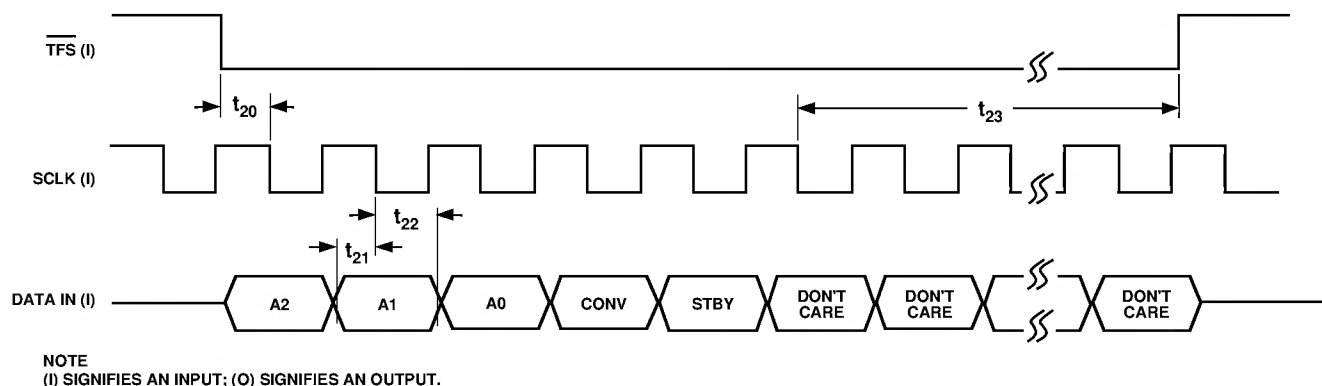 TFS (I)
t20
t23
SCLK (I)
t22
t21
DATA IN (I)
A2
A1
A0
CONV
STBY
DON'T
CARE
DON'T
CARE
DON'T
CARE
NOTE
(I) SIGNIFIES AN INPUT; (O) SIGNIFIES AN OUTPUT.